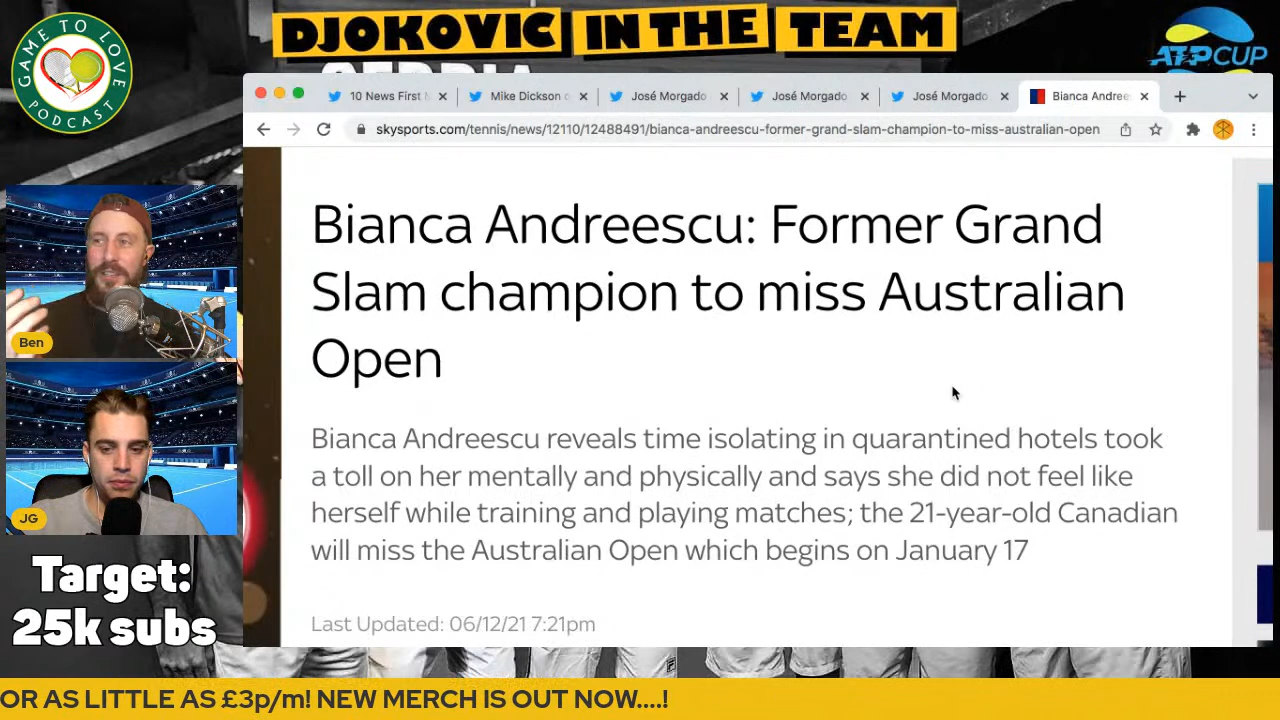 DJOKOVIC IN THE TEAM
GAME TO LOVE
PODCAST
ATP CUP
10 News First
Mike Dickson
José Morgado
José Morgado
José Morgado
Bianca Andree
skysports.com/tennis/news/12110/12488491/bianca-andreescu-former-grand-slam-champion-to-miss-australian-open
Bianca Andreescu: Former Grand
Slam champion to miss Australian
Open
Bianca Andreescu reveals time isolating in quarantined hotels took
a toll on her mentally and physically and says she did not feel like
herself while training and playing matches; the 21-year-old Canadian
will miss the Australian Open which begins on January 17
Last Updated: 06/12/21 7:21pm
Ben
JG
Target:
25k subs
OR AS LITTLE AS £3p/m! NEW MERCH IS OUT NOW....!